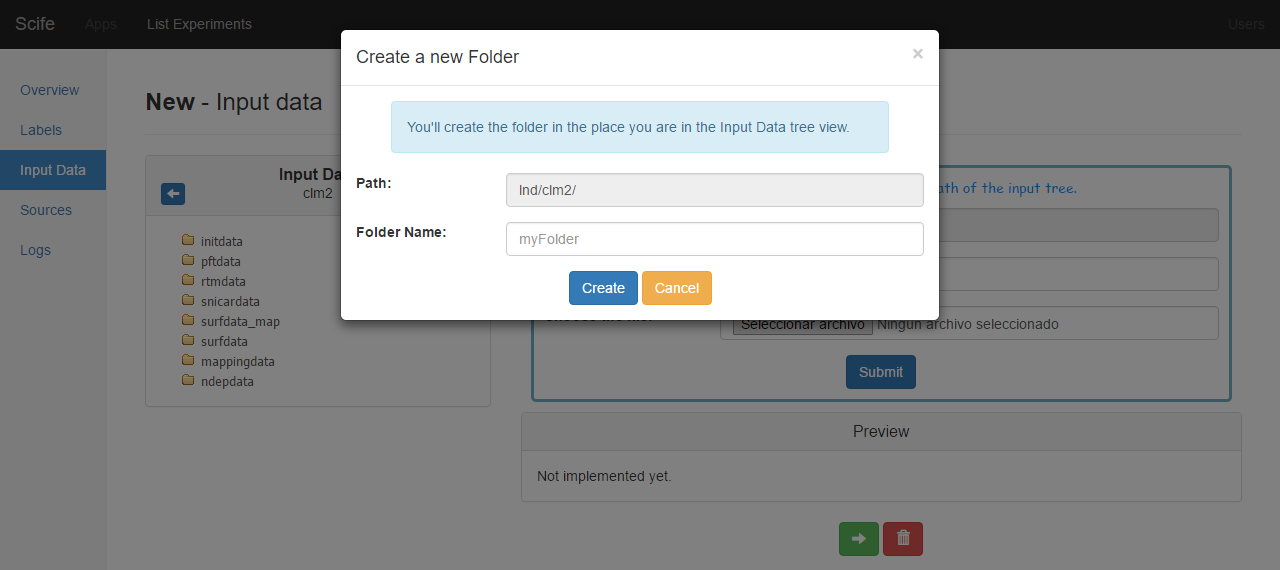 Scife Apps List Experiments Users
Create a new Folder ×
You'll create the folder in the place you are in the Input Data tree view.
Path: lnd/clm2/
Folder Name: myFolder
Create Cancel
Overview
Labels
Input Data
Sources
Logs
New - Input data
Input Da
clm2
initdata
pftdata
rtmdata
snicardata
surfdata_map
surfdata
mappingdata
ndepdata
ath of the input tree.
Seleccionar archivo Ningún archivo seleccionado
Submit
Preview
Not implemented yet.